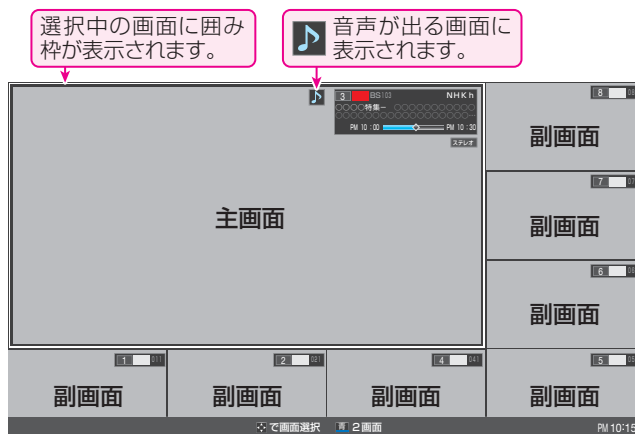 選択中の画面に囲み
枠が表示されます。
音声が出る画面に
表示されます。
3 BS103 NHKh
○○○○特集− ○○○○○○○○○○○
PM 10:00 PM 10:30
ステレオ
主画面
8
副画面
7
副画面
6
副画面
1 011
副画面
2 021
副画面
4 041
副画面
5
副画面
で画面選択 青 2画面
PM 10:15